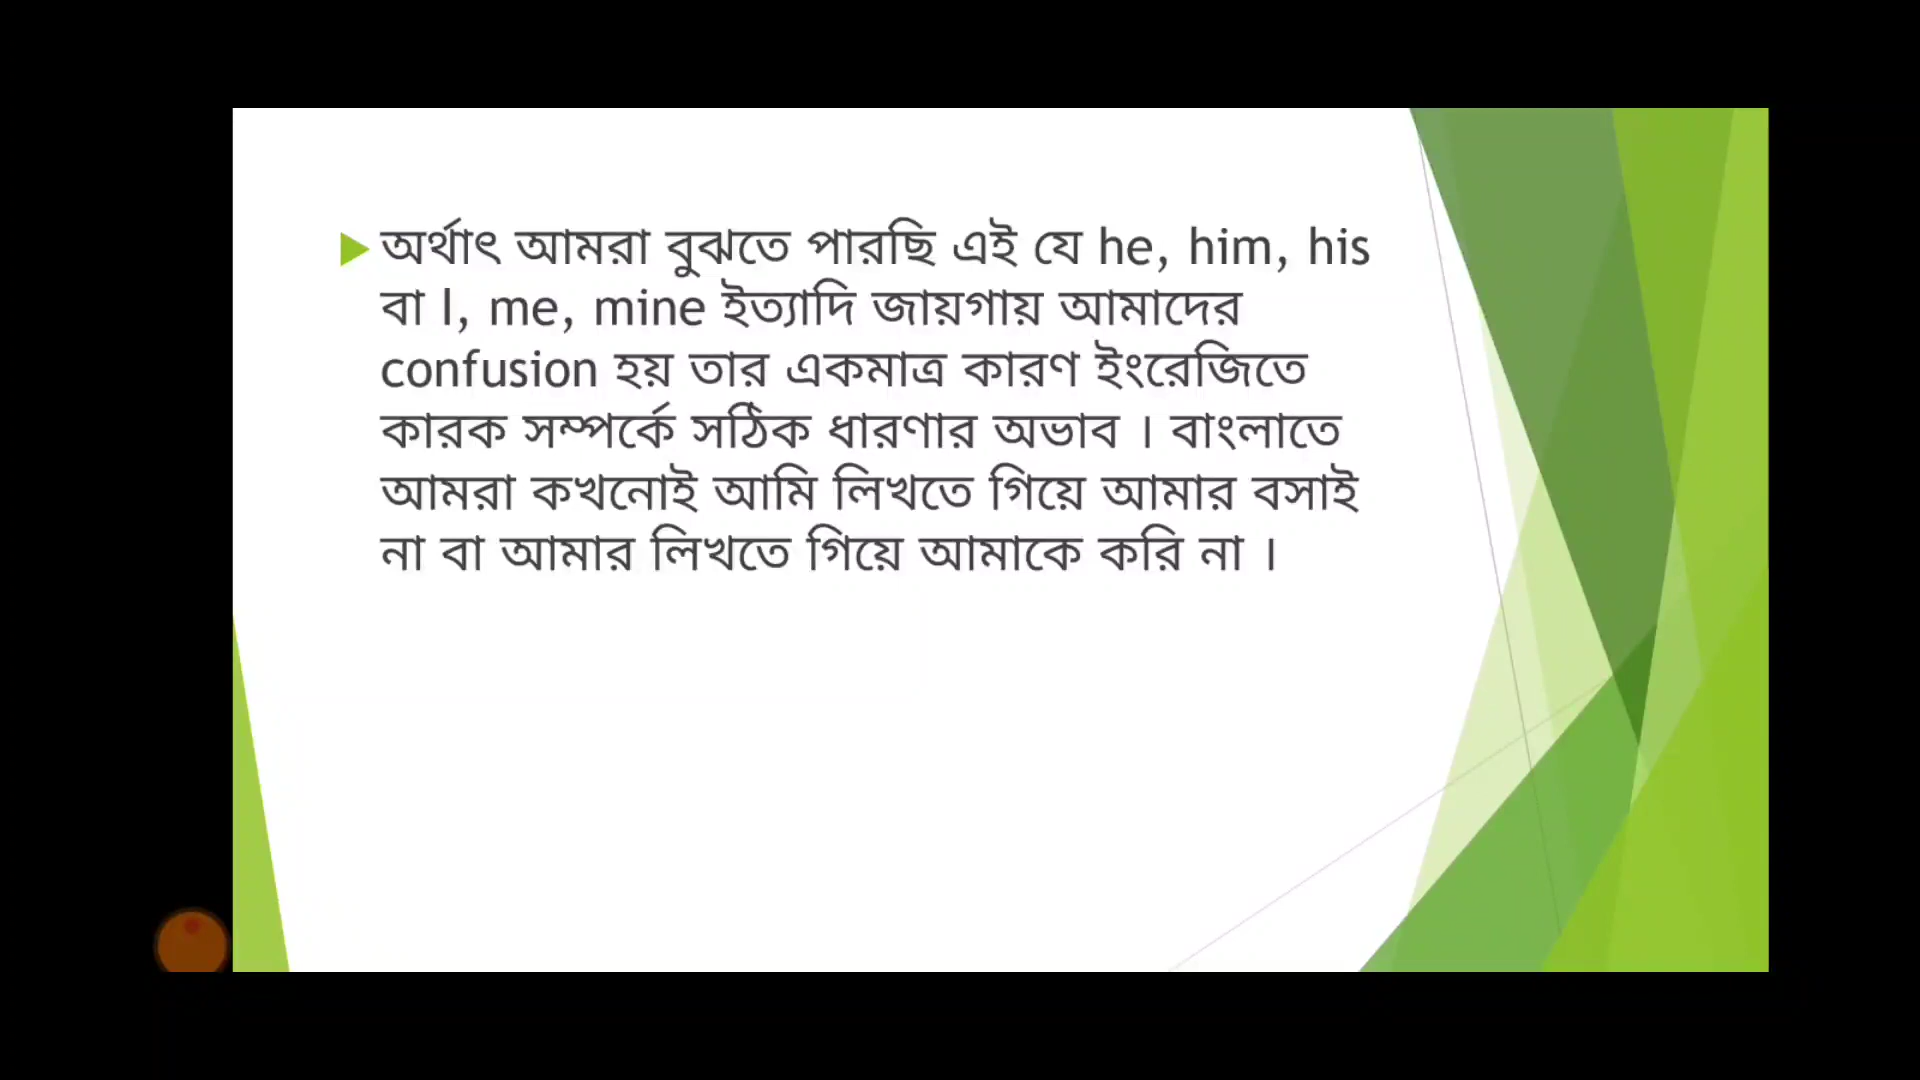 অর্থাৎ আমরা বুঝতে পারছি এই যে he, him, his
বা I, me, mine ইত্যাদি জায়গায় আমাদের
confusion হয় তার একমাত্র কারণ ইংরেজিতে
কারক সম্পর্কে সঠিক ধারণার অভাব । বাংলাতে
আমরা কখনোই আমি লিখতে গিয়ে আমার বসাই
না বা আমার লিখতে গিয়ে আমাকে করি না ।